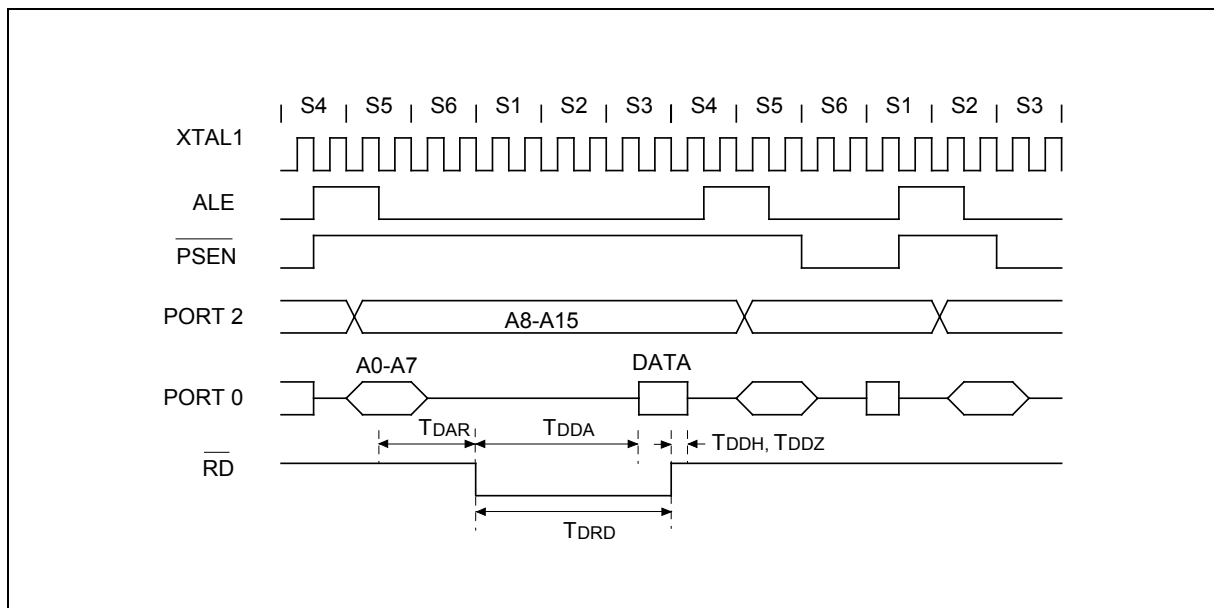 S4 S5 S6 S1 S2 S3 S4 S5 S6 S1 S2 S3
XTAL1
ALE
PSEN
PORT 2
A8-A15
A0-A7
DATA
PORT 0
TDAR
TDDA
TDDH, TDDZ
RD
TDRD